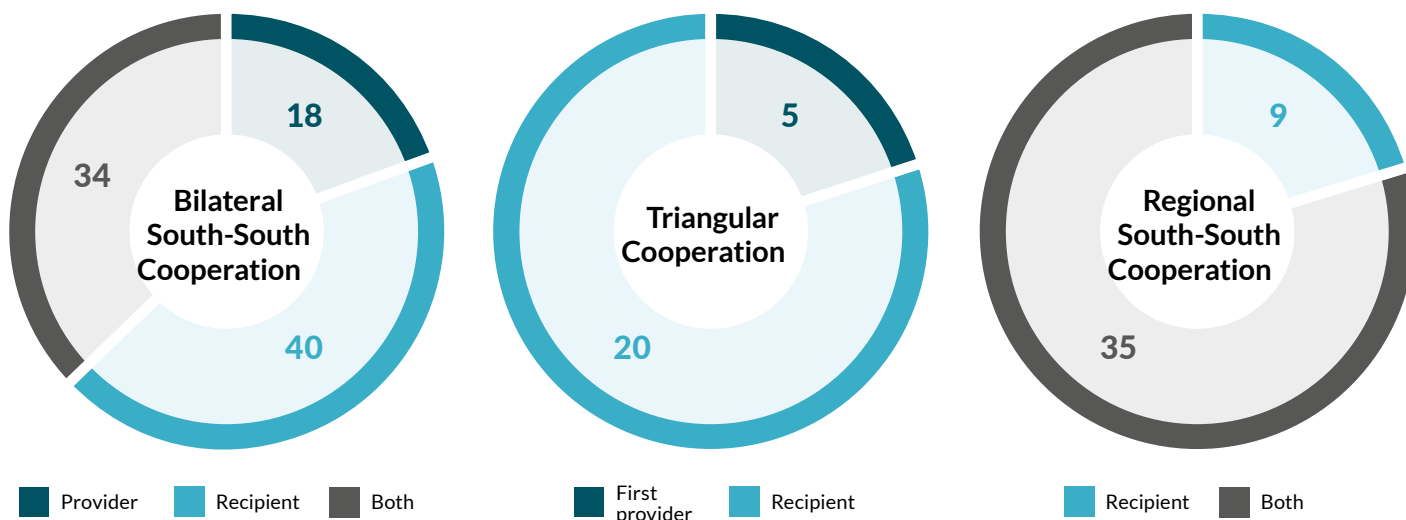 18
34
40
Bilateral
South-South
Cooperation
Provider
Recipient
Both
5
20
Triangular
Cooperation
First
provider
Recipient
9
35
Regional
South-South
Cooperation
Recipient
Both